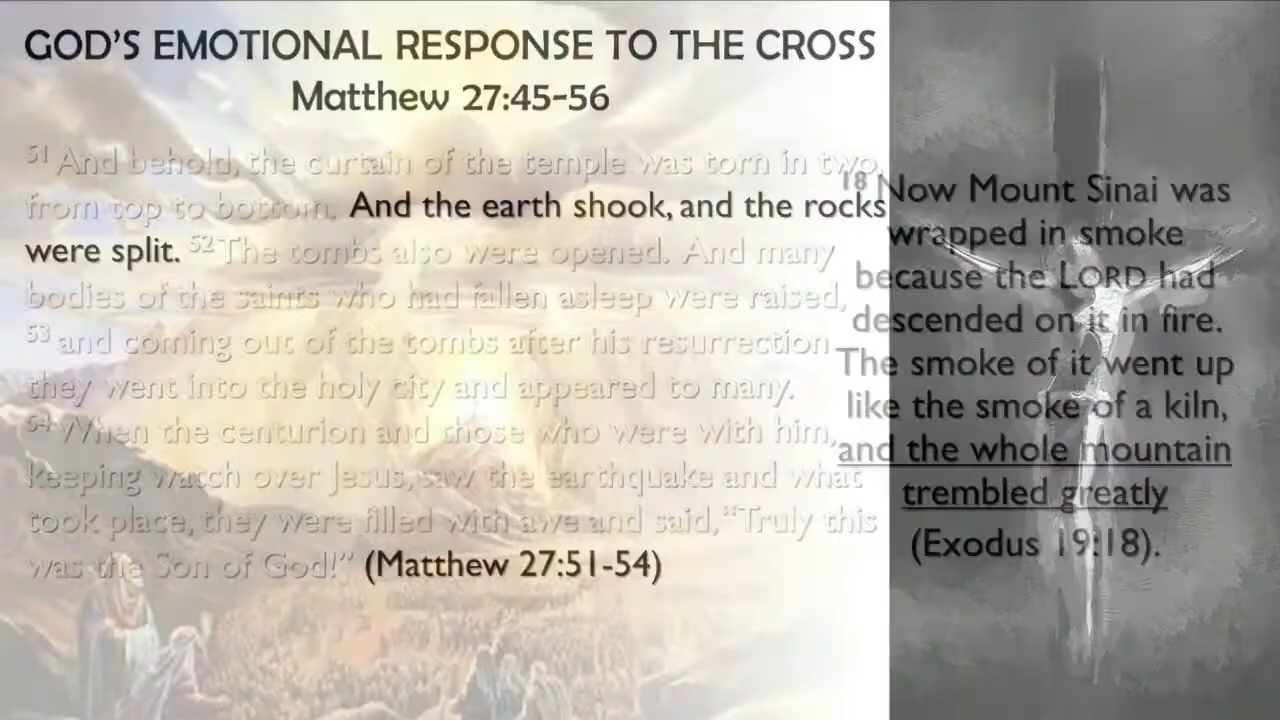 GOD'S EMOTIONAL RESPONSE TO THE CROSS
Matthew 27:45-56
51 And behold, the curtain of the temple was torn in two,
from top to bottom. And the earth shook, and the rocks
were split. 52 The tombs also were opened. And many
bodies of the saints who had fallen asleep were raised,
53 and coming out of the tombs after his resurrection
they went into the holy city and appeared to many.
54 When the centurion and those who were with him,
keeping watch over Jesus, saw the earthquake and what
took place, they were filled with awe and said, "Truly this
was the Son of God!" (Matthew 27:51-54)
18 Now Mount Sinai was
wrapped in smoke
because the LORD had
descended on it in fire.
The smoke of it went up
like the smoke of a kiln,
and the whole mountain
trembled greatly
(Exodus 19:18).